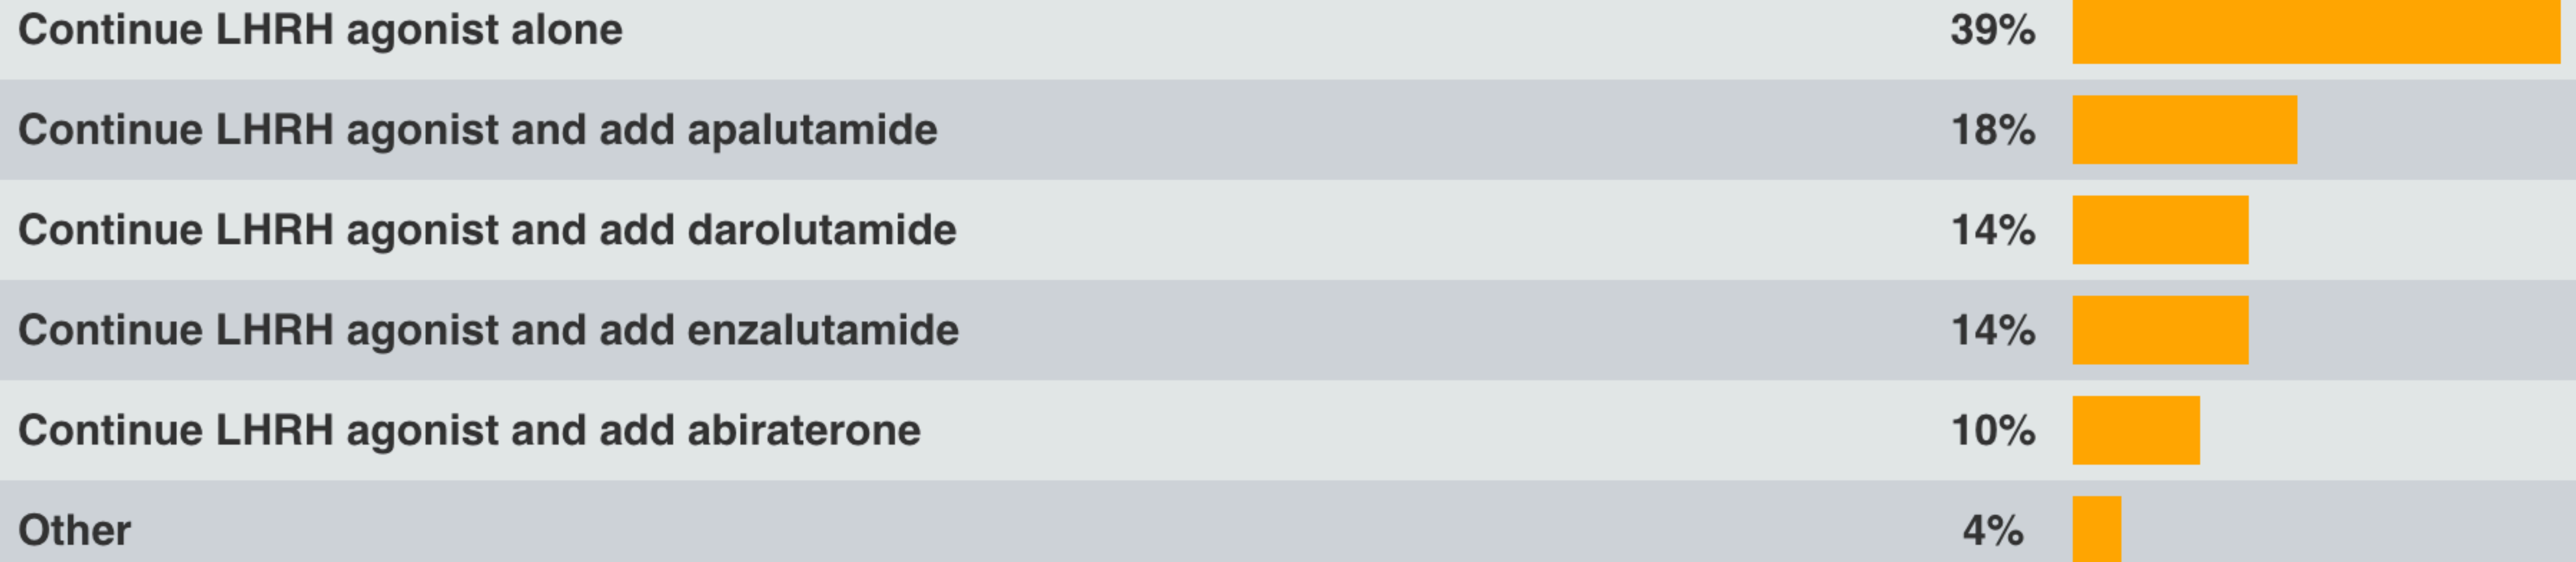 Continue LHRH agonist alone 39%
Continue LHRH agonist and add apalutamide 18%
Continue LHRH agonist and add darolutamide 14%
Continue LHRH agonist and add enzalutamide 14%
Continue LHRH agonist and add abiraterone 10%
Other 4%